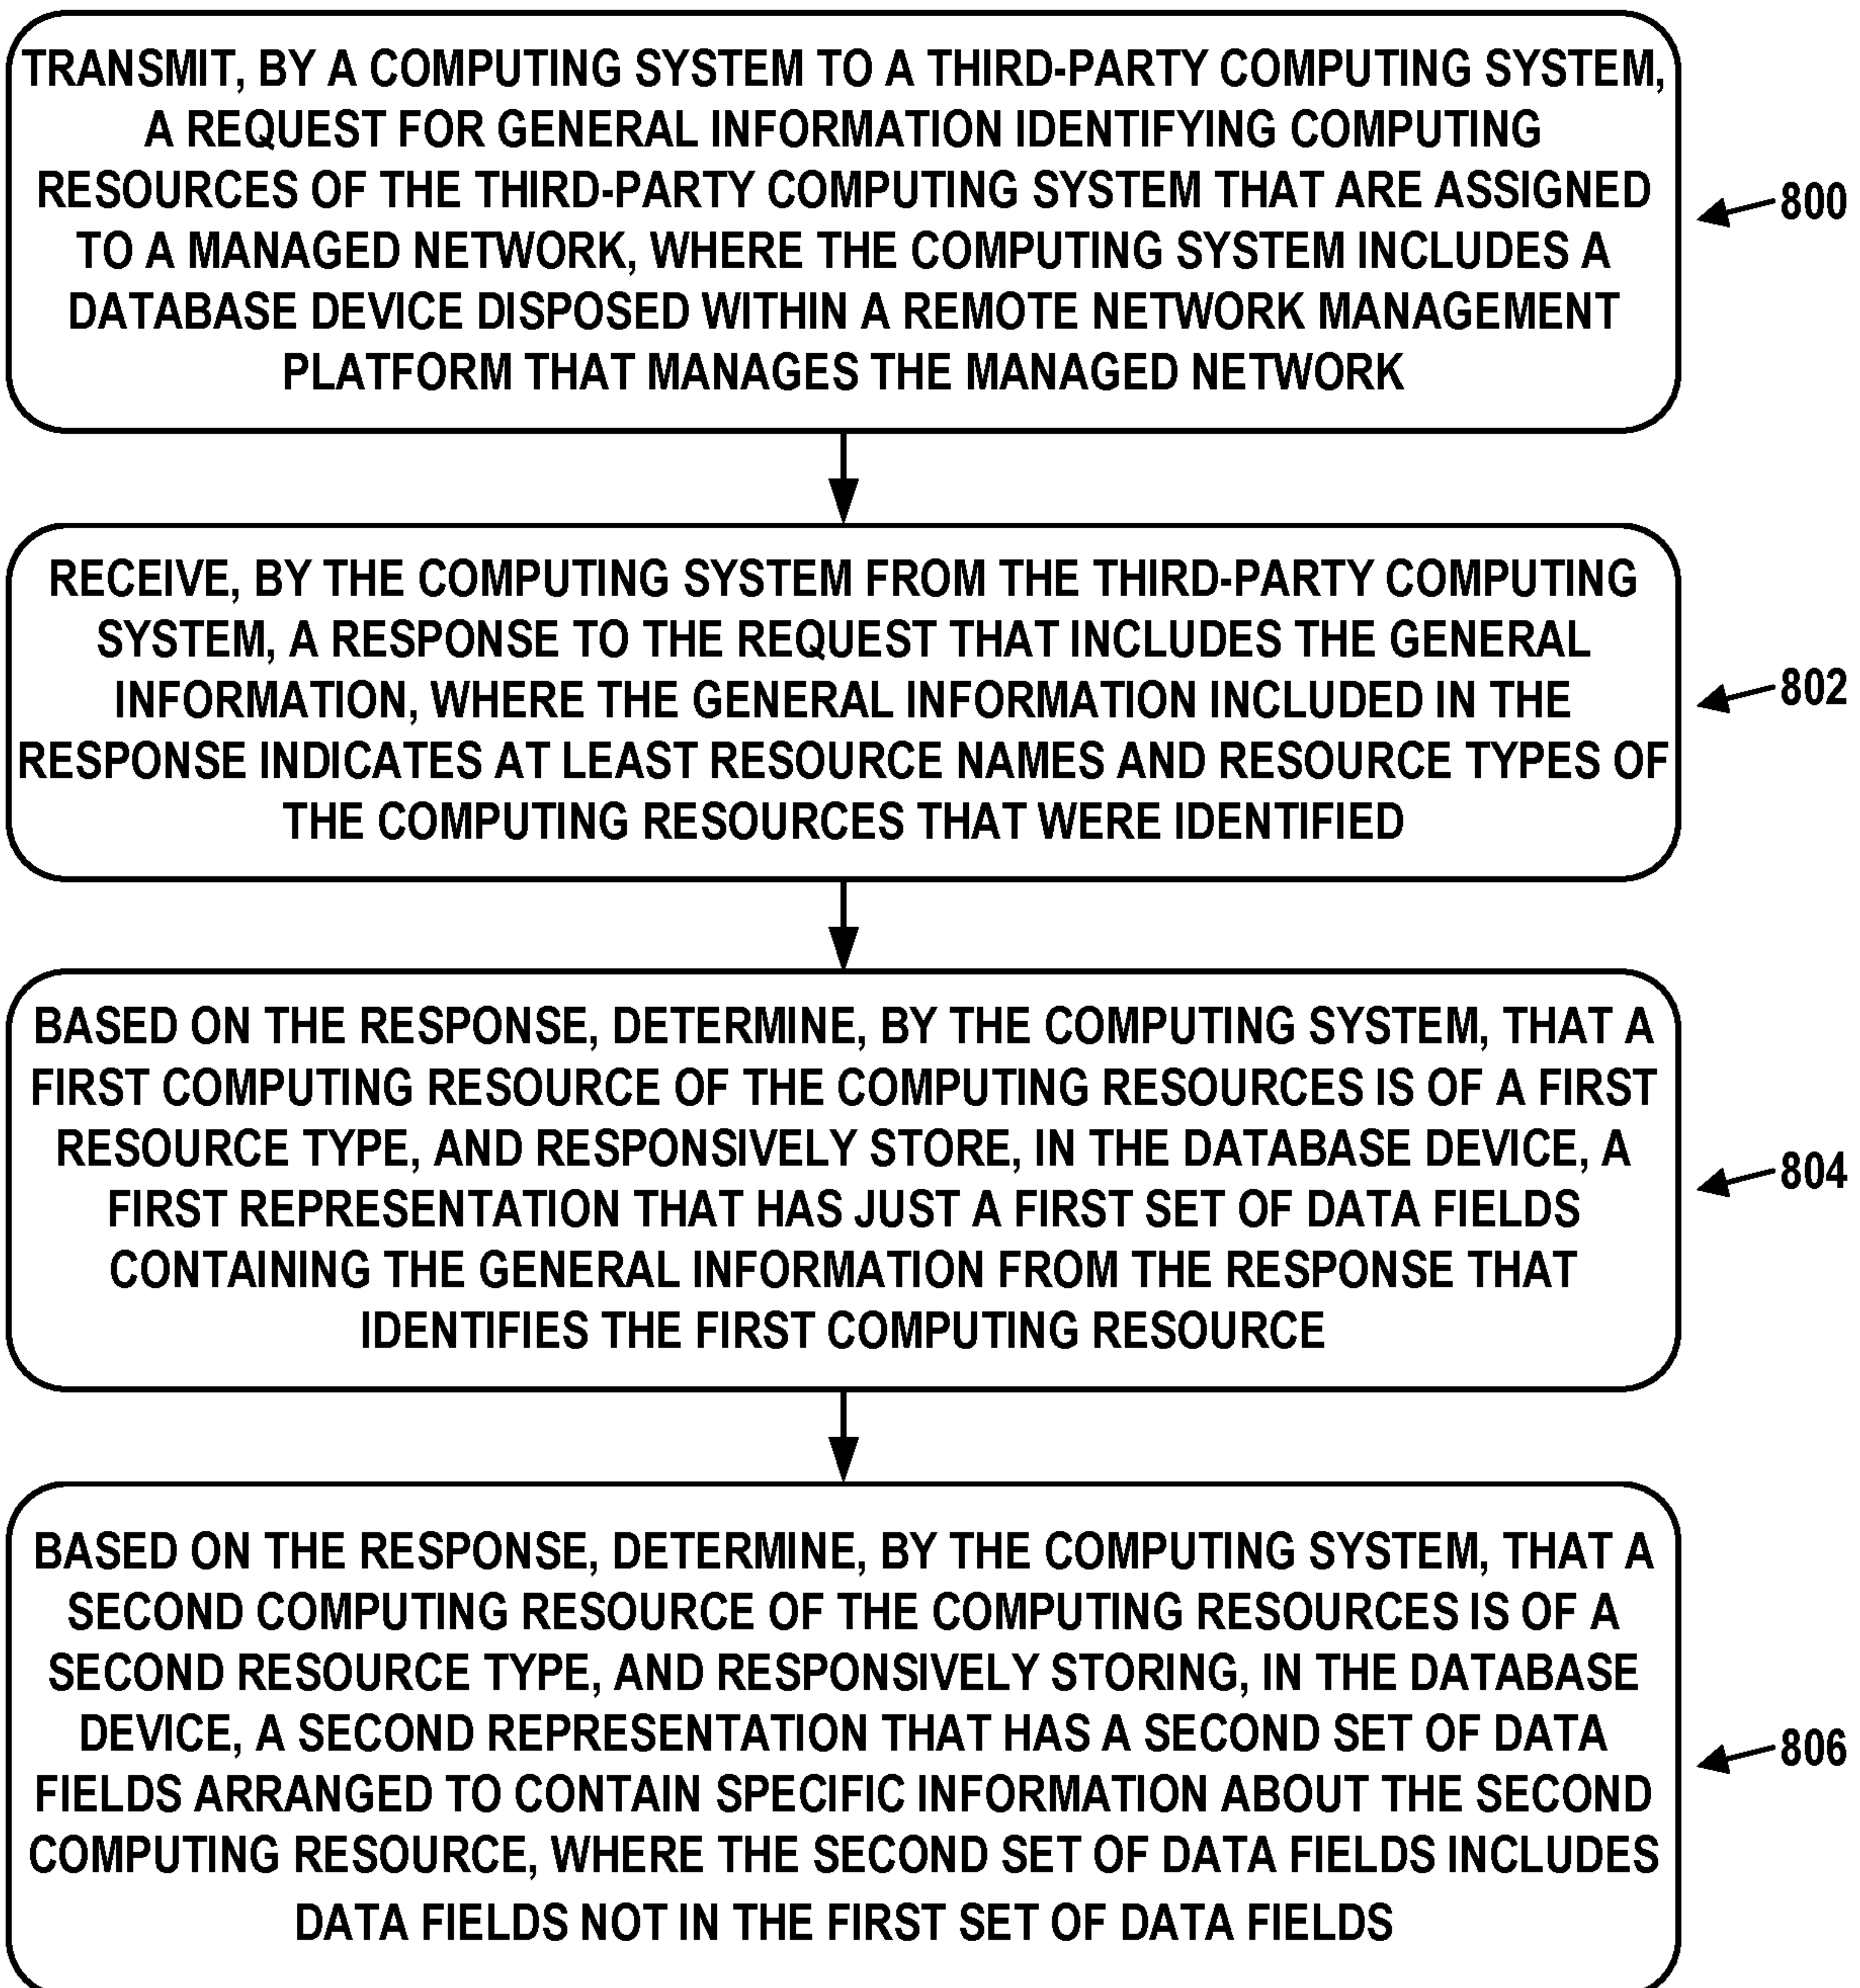 TRANSMIT, BY A COMPUTING SYSTEM TO A THIRD-PARTY COMPUTING SYSTEM,
A REQUEST FOR GENERAL INFORMATION IDENTIFYING COMPUTING
RESOURCES OF THE THIRD-PARTY COMPUTING SYSTEM THAT ARE ASSIGNED
TO A MANAGED NETWORK, WHERE THE COMPUTING SYSTEM INCLUDES A
DATABASE DEVICE DISPOSED WITHIN A REMOTE NETWORK MANAGEMENT
PLATFORM THAT MANAGES THE MANAGED NETWORK
800
RECEIVE, BY THE COMPUTING SYSTEM FROM THE THIRD-PARTY COMPUTING
SYSTEM, A RESPONSE TO THE REQUEST THAT INCLUDES THE GENERAL
INFORMATION, WHERE THE GENERAL INFORMATION INCLUDED IN THE
RESPONSE INDICATES AT LEAST RESOURCE NAMES AND RESOURCE TYPES OF
THE COMPUTING RESOURCES THAT WERE IDENTIFIED
802
BASED ON THE RESPONSE, DETERMINE, BY THE COMPUTING SYSTEM, THAT A
FIRST COMPUTING RESOURCE OF THE COMPUTING RESOURCES IS OF A FIRST
RESOURCE TYPE, AND RESPONSIVELY STORE, IN THE DATABASE DEVICE, A
FIRST REPRESENTATION THAT HAS JUST A FIRST SET OF DATA FIELDS
CONTAINING THE GENERAL INFORMATION FROM THE RESPONSE THAT
IDENTIFIES THE FIRST COMPUTING RESOURCE
804
BASED ON THE RESPONSE, DETERMINE, BY THE COMPUTING SYSTEM, THAT A
SECOND COMPUTING RESOURCE OF THE COMPUTING RESOURCES IS OF A
SECOND RESOURCE TYPE, AND RESPONSIVELY STORING, IN THE DATABASE
DEVICE, A SECOND REPRESENTATION THAT HAS A SECOND SET OF DATA
FIELDS ARRANGED TO CONTAIN SPECIFIC INFORMATION ABOUT THE SECOND
COMPUTING RESOURCE, WHERE THE SECOND SET OF DATA FIELDS INCLUDES
DATA FIELDS NOT IN THE FIRST SET OF DATA FIELDS
806